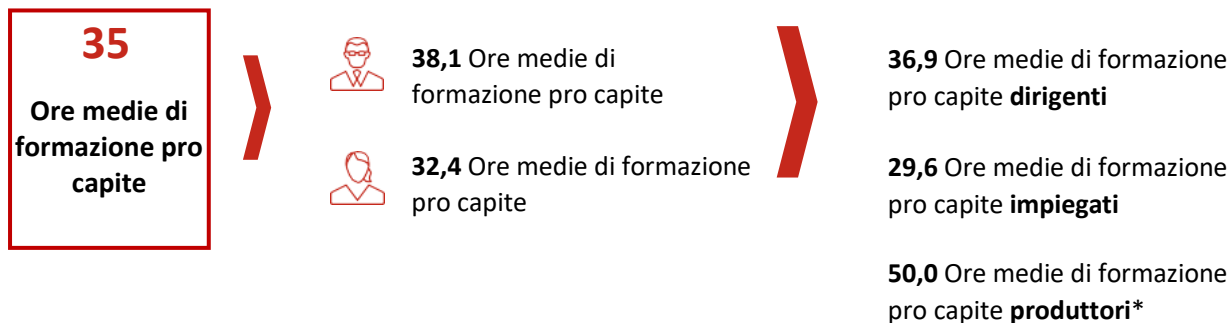 35
Ore medie di
formazione pro
capite
38,1 Ore medie di
formazione pro capite
32,4 Ore medie di formazione
pro capite
36,9 Ore medie di formazione
pro capite dirigenti
29,6 Ore medie di formazione
pro capite impiegati
50,0 Ore medie di formazione
pro capite produttori*